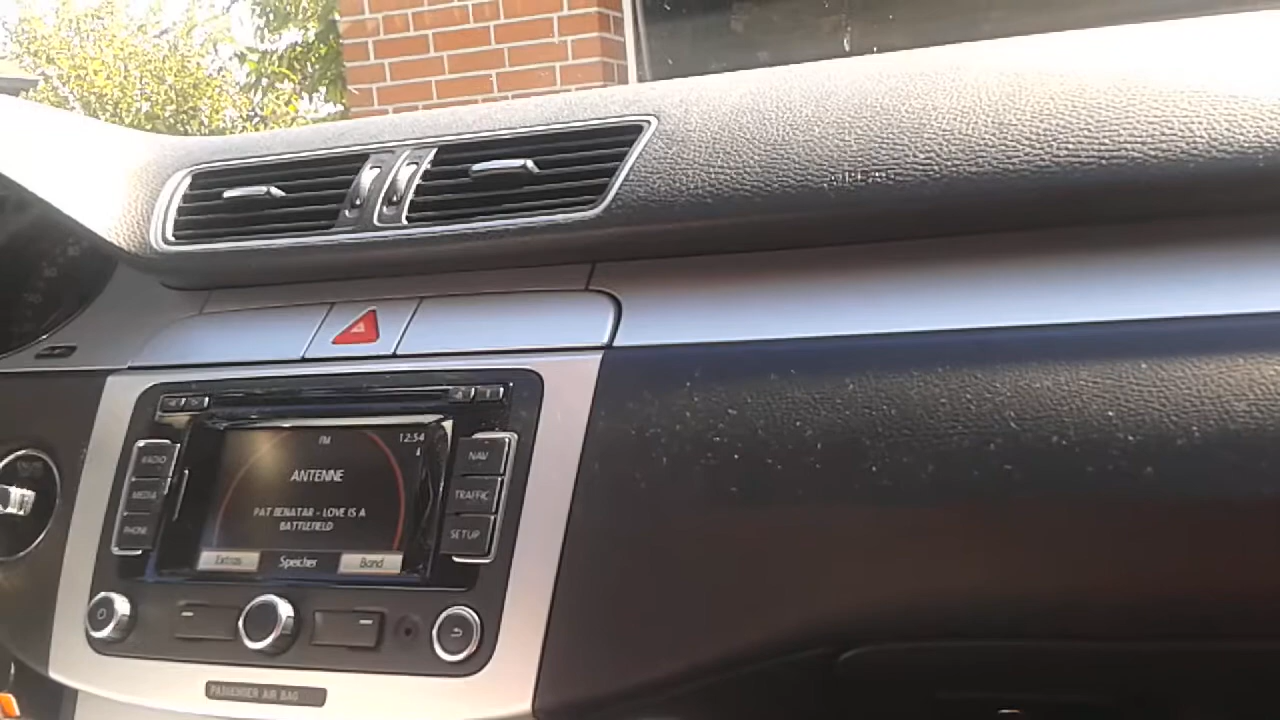 AIRBAG
FM
12:54
RADIO
ANTENNE
NAV
MEDIA
PAT BENATAR - LOVE IS A
BATTLEFIELD
TRAFFIC
PHONE
SETUP
Extras
Speicher
Band
PASSENGER AIR BAG